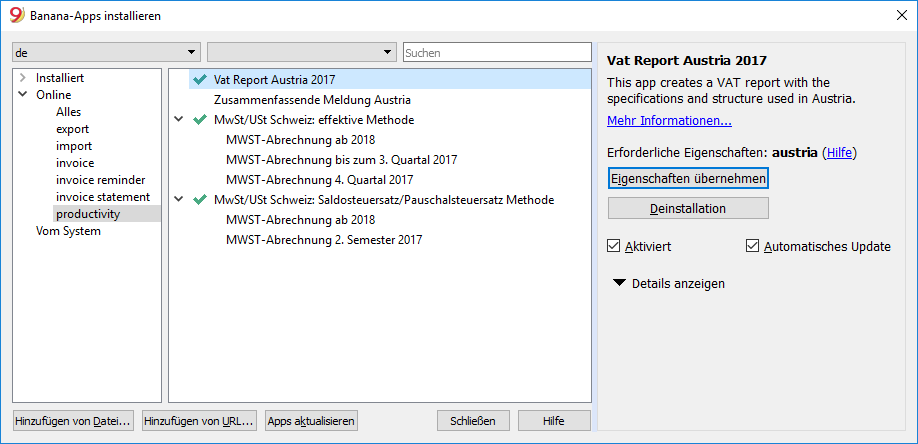 Banana-Apps installieren
de
Suchen
Installiert
Online
Alles
export
import
invoice
invoice reminder
invoice statement
productivity
Vom System
Vat Report Austria 2017
Zusammenfassende Meldung Austria
MwSt/USt Schweiz: effektive Methode
MWST-Abrechnung ab 2018
MWST-Abrechnung bis zum 3. Quartal 2017
MWST-Abrechnung 4. Quartal 2017
MwSt/USt Schweiz: Saldosteuersatz/Pauschalsteuersatz Methode
MWST-Abrechnung ab 2018
MWST-Abrechnung 2. Semester 2017
Vat Report Austria 2017
This app creates a VAT report with the
specifications and structure used in Austria.
Mehr Informationen...
Erforderliche Eigenschaften: austria (Hilfe)
Eigenschaften übernehmen
Deinstallation
Aktiviert
Automatisches Update
Details anzeigen
Hinzufügen von Datei...
Hinzufügen von URL...
Apps aktualisieren
Schließen
Hilfe